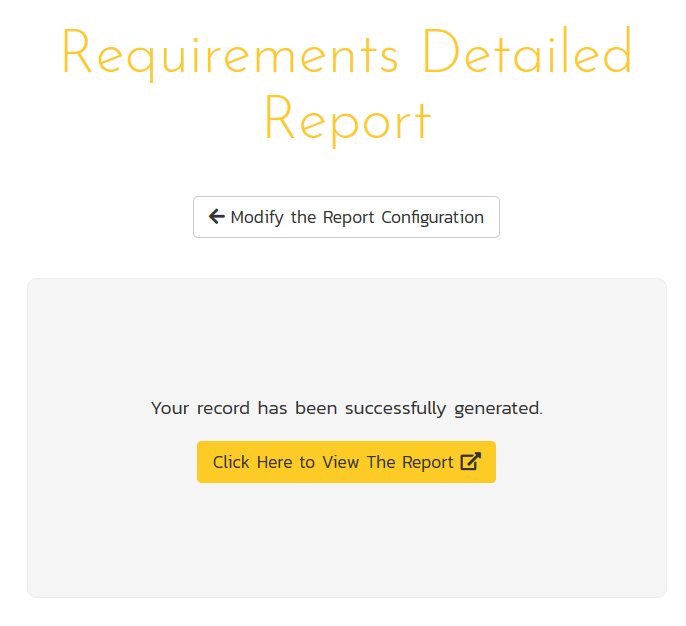 Requirements Detailed
Report
Modify the Report Configuration
Your record has been successfully generated.
Click Here to View The Report